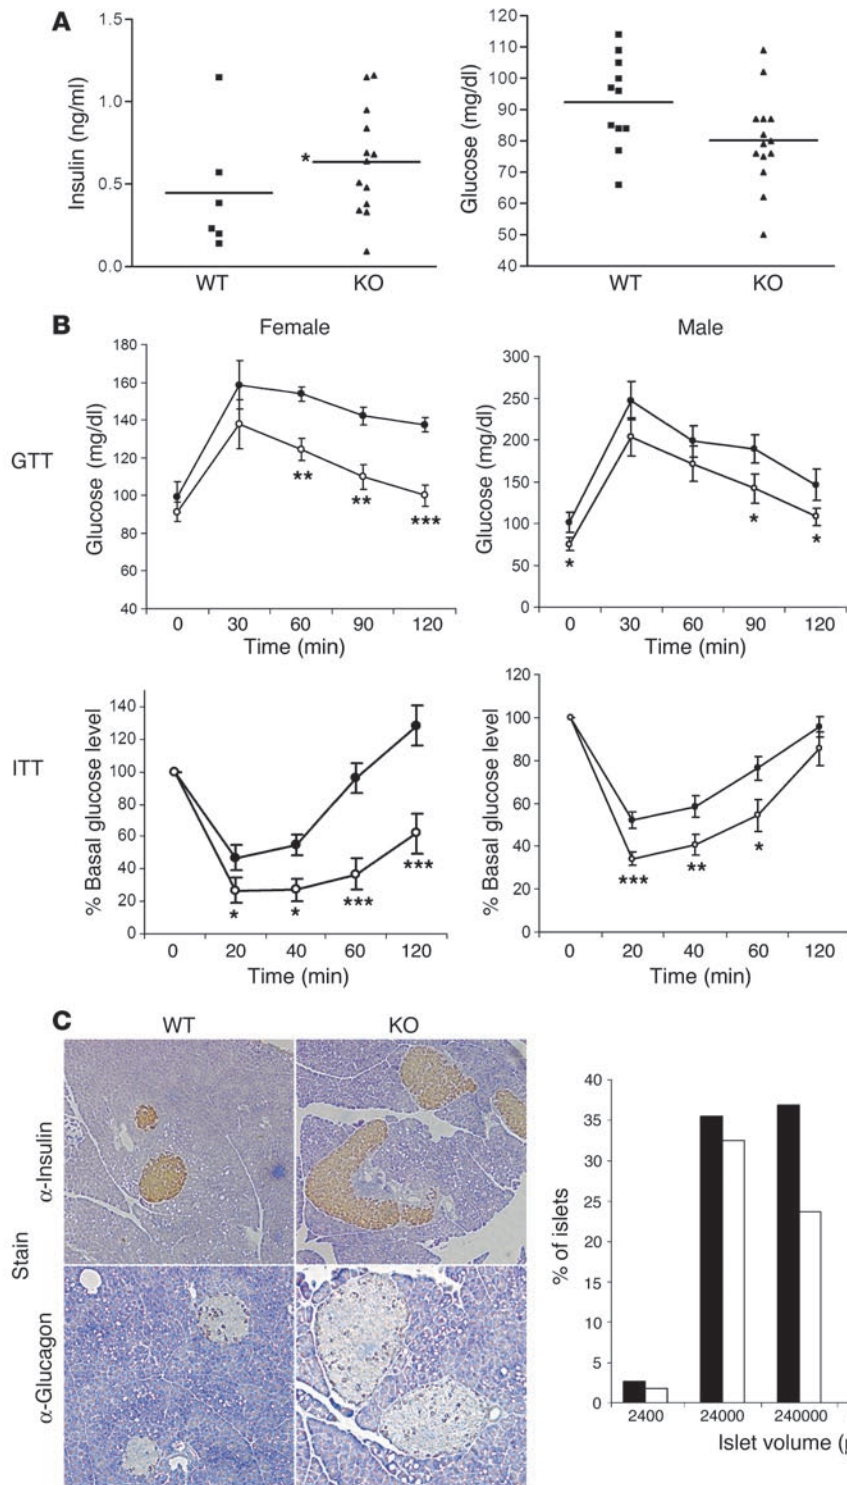 A
Insulin (ng/ml)
1.5
1.0
0.5
0.0
*
WT KO
Glucose (mg/dl)
120
110
100
90
80
70
60
50
40
WT KO
B
Female
Male
GTT
Glucose (mg/dl)
180
160
140
120
100
80
60
40
** ** ***
0 30 60 90 120
Time (min)
Glucose (mg/dl)
300
250
200
150
100
50
0
* * *
0 30 60 90 120
Time (min)
ITT
% Basal glucose level
140
120
100
80
60
40
20
0
* * *** ***
0 20 40 60 120
Time (min)
% Basal glucose level
120
100
80
60
40
20
0
*** ** *
0 20 40 60 120
Time (min)
C
WT KO
Stain
α-Insulin
α-Glucagon
% of islets
40
35
30
25
20
15
10
5
0
2400 24000 240000
Islet volume (